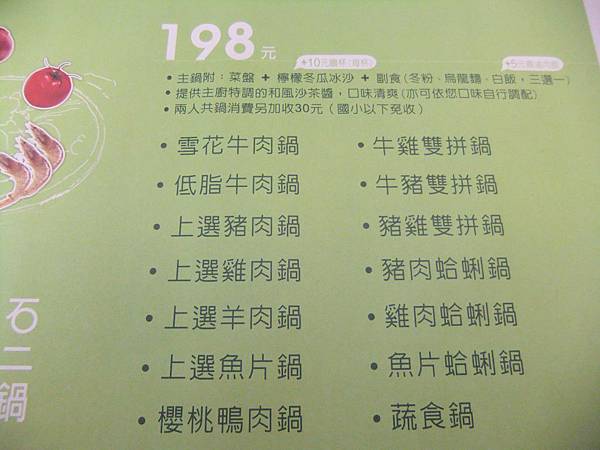 198元
+10元續杯(每杯)
• 主鍋附：菜盤 + 檸檬冬瓜冰沙 + 副食(冬粉．烏龍麵．白飯，三選一)
• 提供主廚特調的和風沙茶醬，口味清爽(亦可依您口味自行調配)
• 兩人共鍋消費另加收30元（國小以下免收）
• 雪花牛肉鍋
• 低脂牛肉鍋
• 上選豬肉鍋
• 上選雞肉鍋
• 上選羊肉鍋
• 上選魚片鍋
• 櫻桃鴨肉鍋
• 牛雞雙拼鍋
• 牛豬雙拼鍋
• 豬雞雙拼鍋
• 豬肉蛤蜊鍋
• 雞肉蛤蜊鍋
• 魚片蛤蜊鍋
• 蔬食鍋
石二鍋